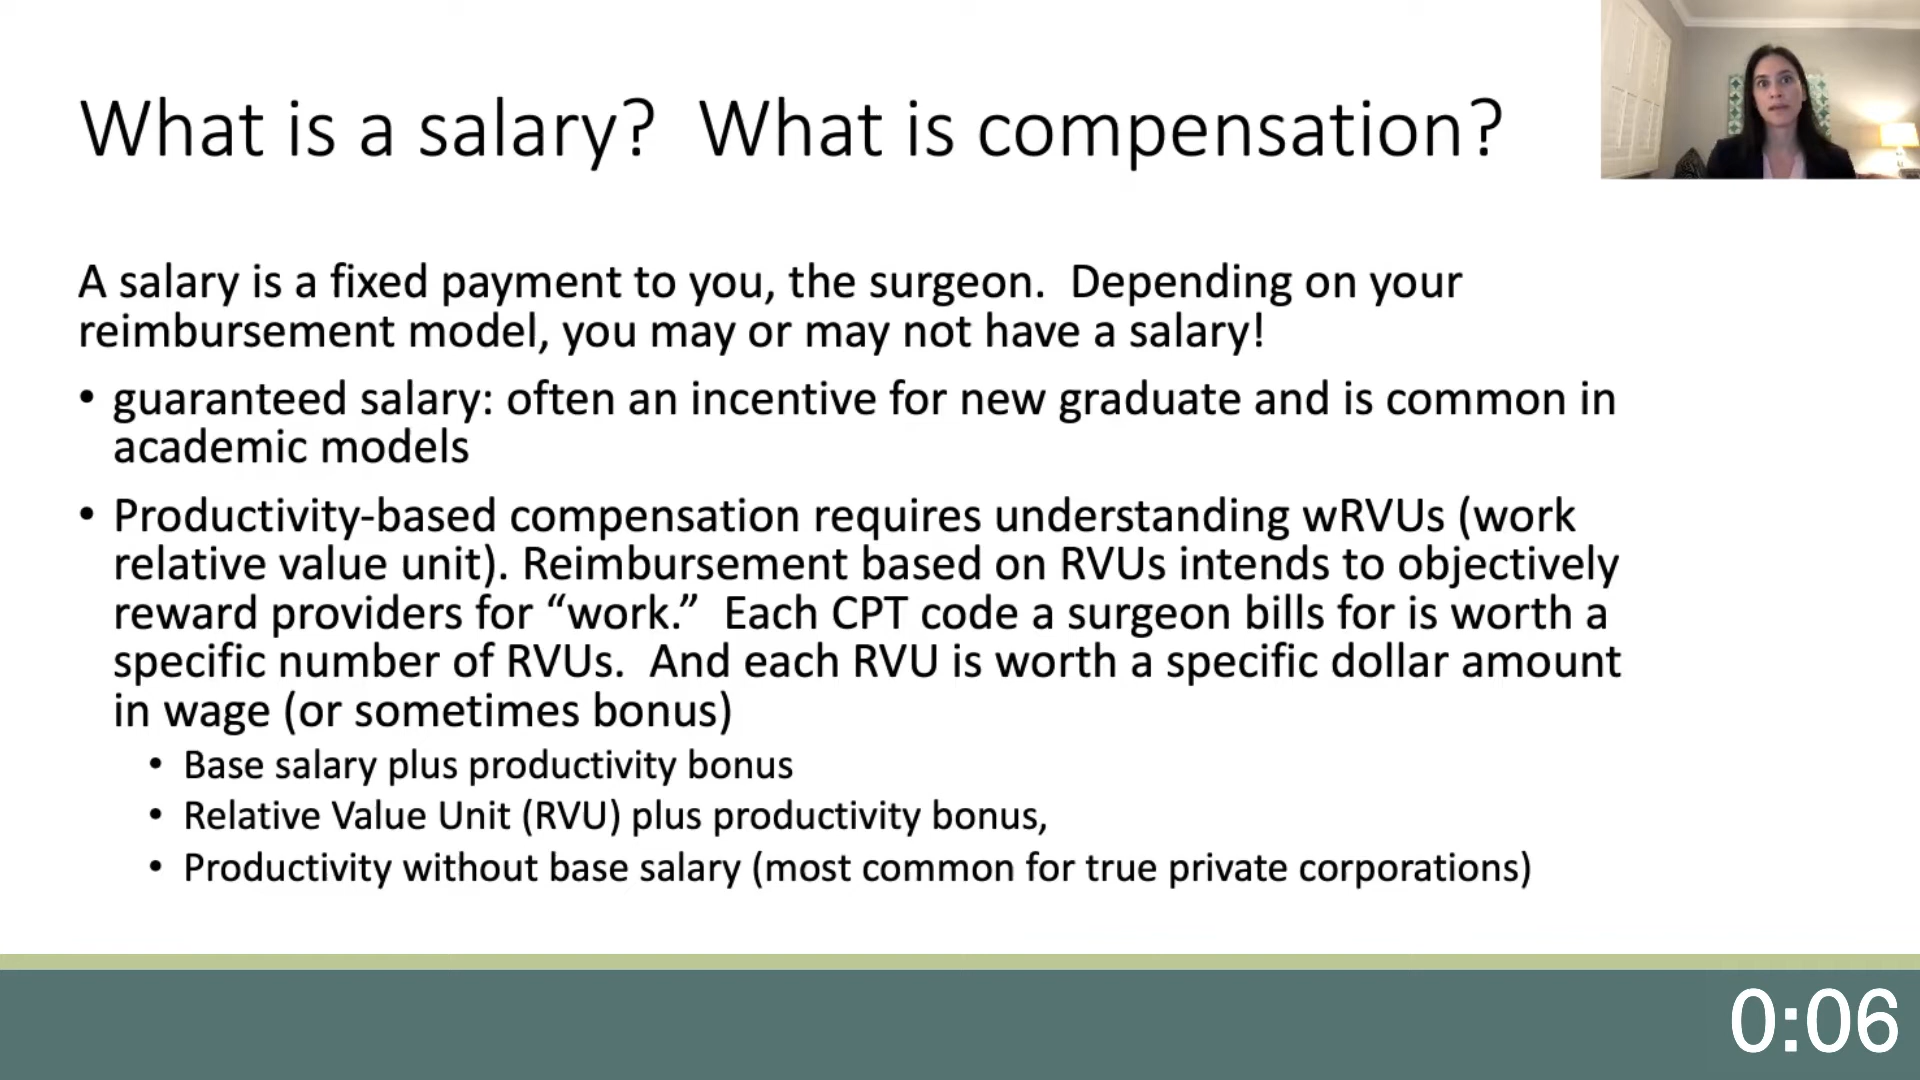 What is a salary?  What is compensation?
A salary is a fixed payment to you, the surgeon.  Depending on your
reimbursement model, you may or may not have a salary!
• guaranteed salary: often an incentive for new graduate and is common in
academic models
• Productivity-based compensation requires understanding wRVUs (work
relative value unit). Reimbursement based on RVUs intends to objectively
reward providers for “work.”  Each CPT code a surgeon bills for is worth a
specific number of RVUs.  And each RVU is worth a specific dollar amount
in wage (or sometimes bonus)
• Base salary plus productivity bonus
• Relative Value Unit (RVU) plus productivity bonus,
• Productivity without base salary (most common for true private corporations)
0:06